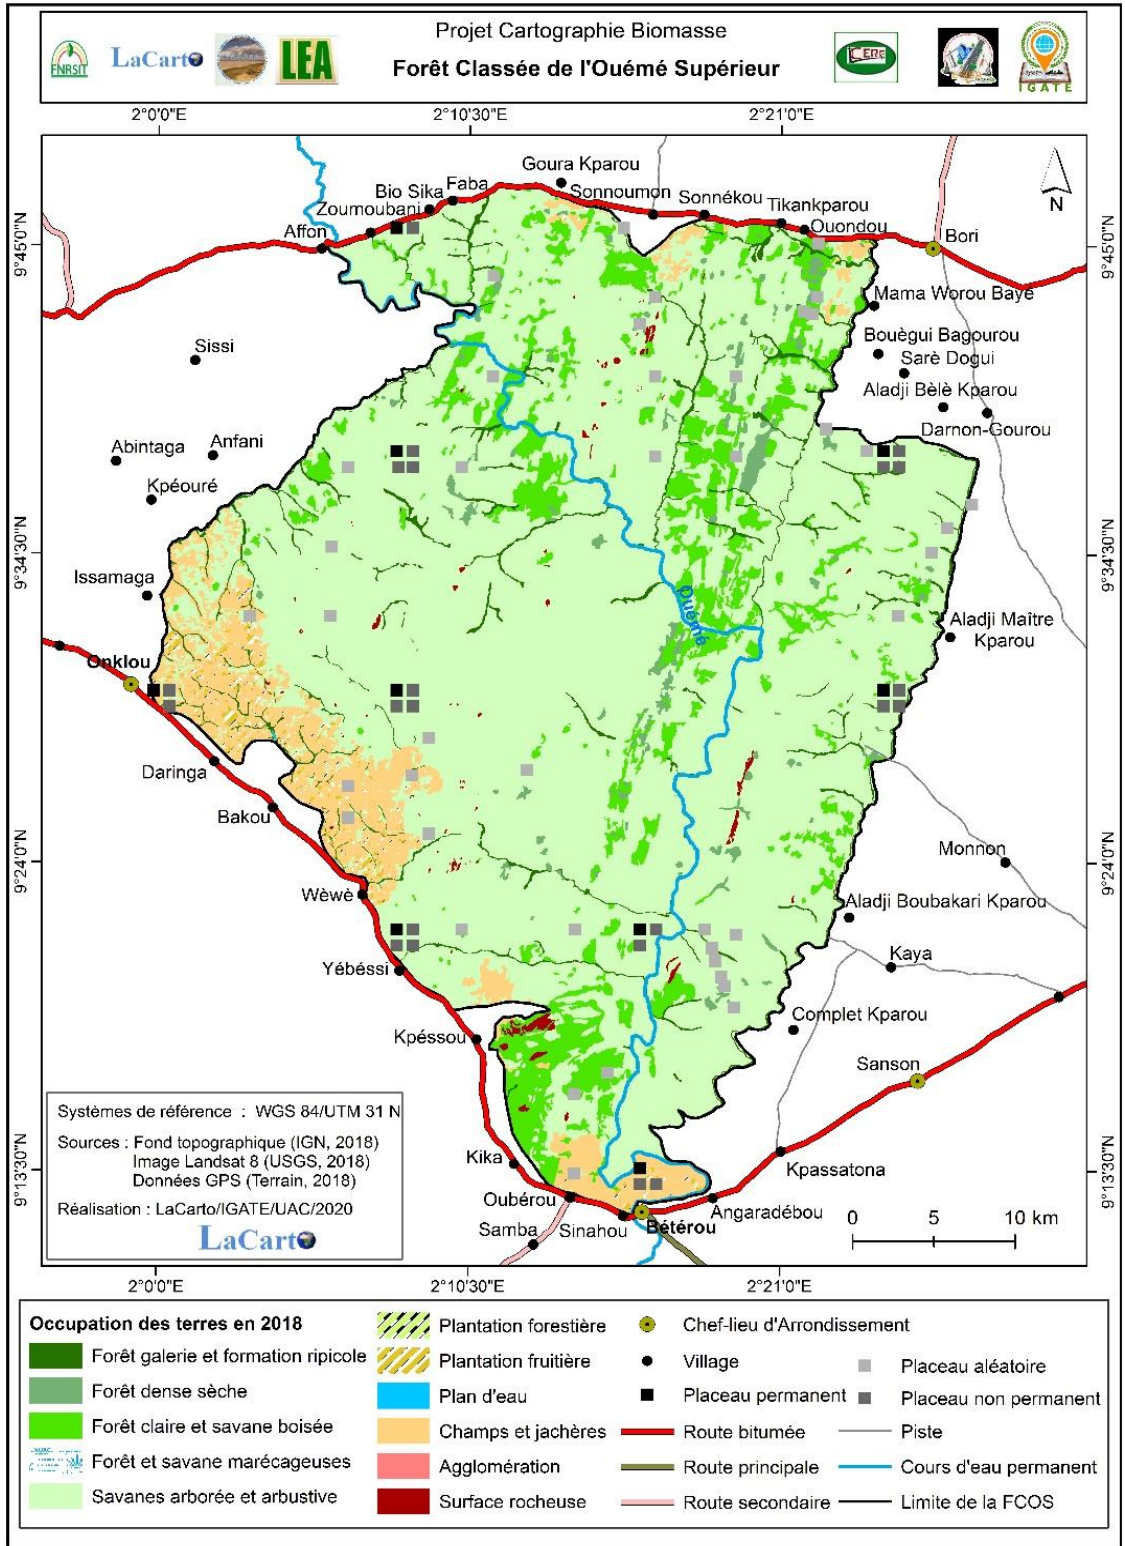 Projet Cartographie Biomasse
Forêt Classée de l'Ouémé Supérieur
FNRSIT
LaCarto
LEA
CERF
IGATE
2°0'0"E
2°10'30"E
2°21'0"E
N
Goura Kparou
Faba
Bio Sika
Sonnoumon
Sonnékou
Zoumoubani
Tikankparou
Affon
Ouondou
Bori
9°45'0"N
9°45'0"N
Mama Worou Baye
Sissi
Bouègui Bagourou
Sarè Dogui
Aladji Bèlè Kparou
Darnon-Gourou
Abintaga
Anfani
Kpéouré
9°34'30"N
9°34'30"N
Issamaga
Ouémé
Aladji Maître
Kparou
Onklou
Daringa
Bakou
Monnon
9°24'0"N
9°24'0"N
Wèwè
Aladji Boubakari Kparou
Yébéssi
Kaya
Complet Kparou
Kpéssou
Sanson
Systèmes de référence : WGS 84/UTM 31 N
Sources : Fond topographique (IGN, 2018)
Image Landsat 8 (USGS, 2018)
Données GPS (Terrain, 2018)
Réalisation : LaCarto/IGATE/UAC/2020
LaCarto
Kika
Kpassatona
9°13'30"N
9°13'30"N
Oubérou
Angaradébou
Samba
Sinahou
Bétérou
0 5 10 km
2°0'0"E
2°10'30"E
2°21'0"E
Occupation des terres en 2018
Forêt galerie et formation ripicole
Forêt dense sèche
Forêt claire et savane boisée
Forêt et savane marécageuses
Savanes arborée et arbustive
Plantation forestière
Plantation fruitière
Plan d'eau
Champs et jachères
Agglomération
Surface rocheuse
Chef-lieu d'Arrondissement
Village
Placeau aléatoire
Placeau permanent
Placeau non permanent
Route bitumée
Piste
Route principale
Cours d'eau permanent
Route secondaire
Limite de la FCOS